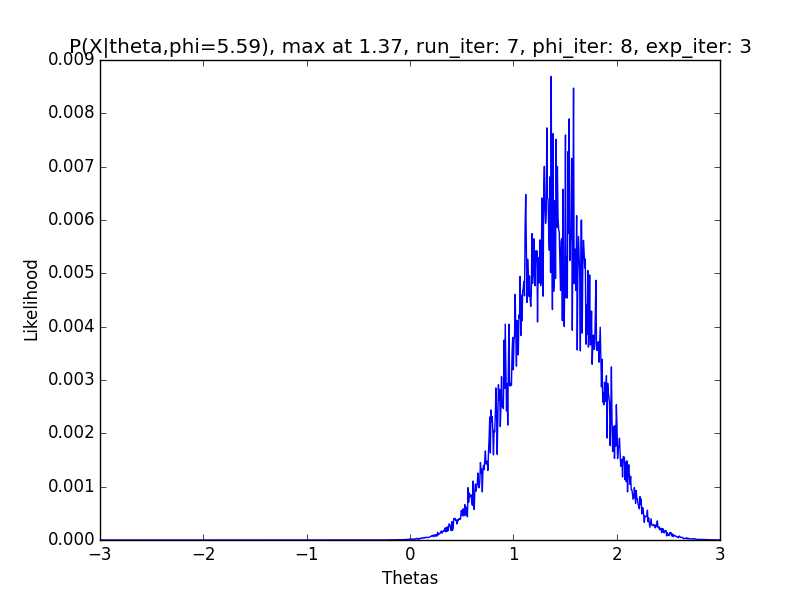 P(X|theta,phi=5.59), max at 1.37, run_iter: 7, phi_iter: 8, exp_iter: 3
0.009
0.008
0.007
0.006
0.005
0.004
0.003
0.002
0.001
0.000
Likelihood
−3 −2 −1 0 1 2 3
Thetas